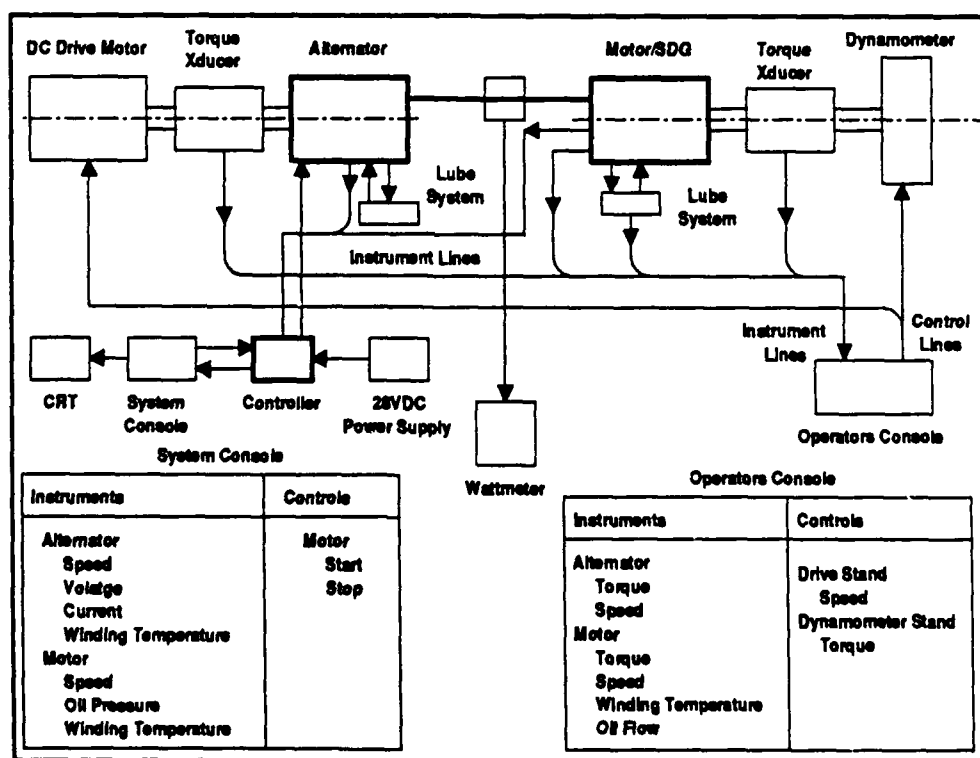 DC Drive Motor
Torque
Xducer
Alternator
Motor/SDG
Torque
Xducer
Dynamometer
Lube
System
Lube
System
Instrument Lines
Instrument
Lines
Control
Lines
CRT
System
Console
Controller
28VDC
Power Supply
Wattmeter
Operators Console
System Console
Instruments
Controls
Alternator
Speed
Volatge
Current
Winding Temperature
Motor
Speed
Oil Pressure
Winding Temperature
Motor
Start
Stop
Operators Console
Instruments
Controls
Alternator
Torque
Speed
Motor
Torque
Speed
Winding Temperature
Oil Flow
Drive Stand
Speed
Dynamometer Stand
Torque